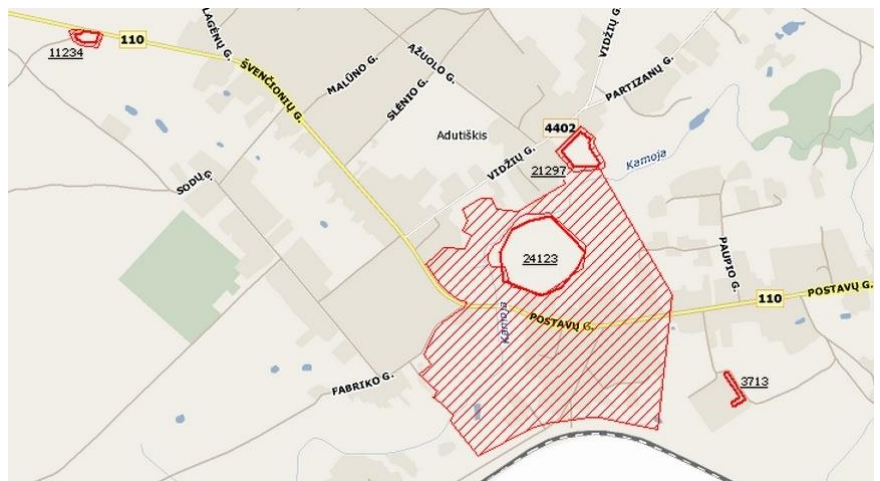 LAGĖNŲ G.
110
11234
ŠVENČIONIŲ G.
MALŪNO G.
ĄŽUOLO G.
SLĖNIO G.
VIDŽIŲ G.
PARTIZANŲ G.
4402
Adutiškis
VIDŽIŲ G.
21297
Kamoja
SODŲ G.
24123
PAUPIO G.
110
POSTAVŲ G.
POSTAVŲ G.
Kamoja
FABRIKO G.
3713